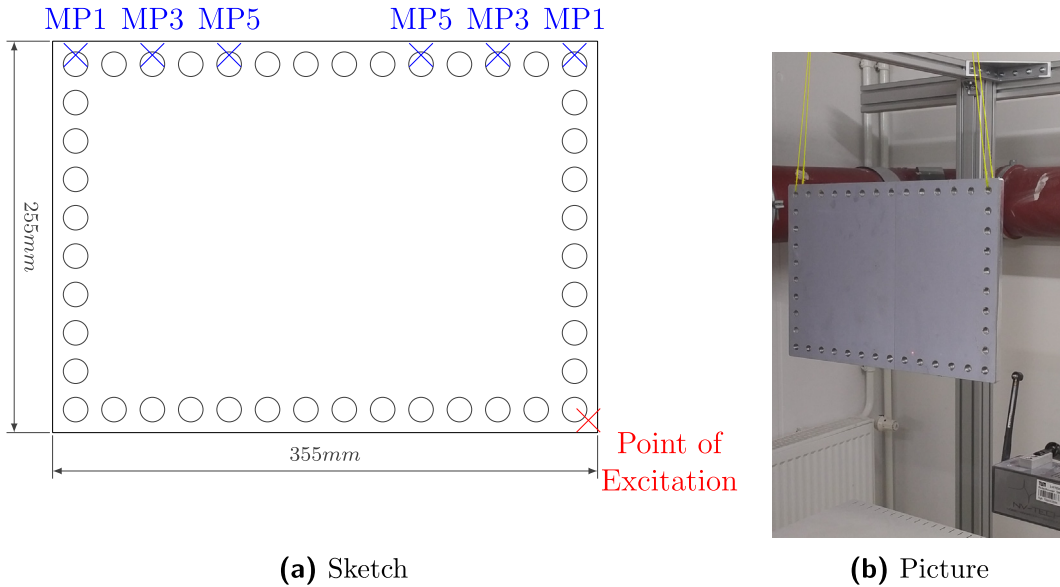 MP1 MP3 MP5 MP5 MP3 MP1
255mm
355mm
Point of
Excitation
(a) Sketch
(b) Picture